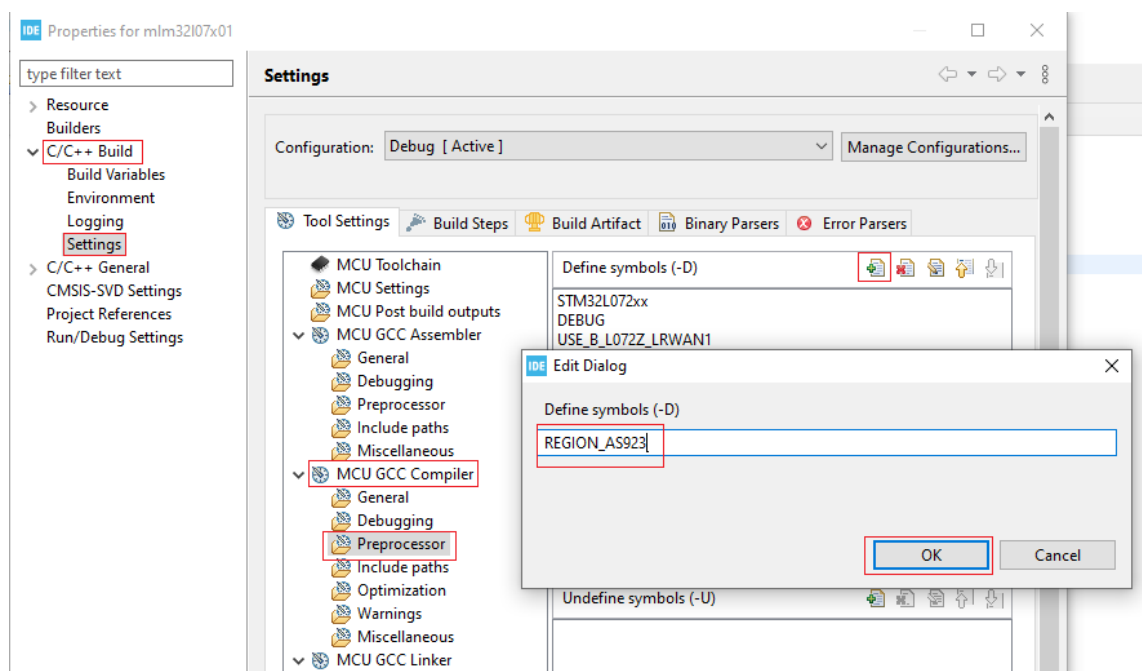 IDE Properties for mlm32l07x01
type filter text
Resource
Builders
C/C++ Build
Build Variables
Environment
Logging
Settings
C/C++ General
CMSIS-SVD Settings
Project References
Run/Debug Settings
Settings
Configuration: Debug [ Active ] Manage Configurations...
Tool Settings Build Steps Build Artifact 010 Binary Parsers Error Parsers
MCU Toolchain
MCU Settings
MCU Post build outputs
MCU GCC Assembler
General
Debugging
Preprocessor
Include paths
Miscellaneous
MCU GCC Compiler
General
Debugging
Preprocessor
Include paths
Optimization
Warnings
Miscellaneous
MCU GCC Linker
Define symbols (-D)
STM32L072xx
DEBUG
USE_B_L072Z_LRWAN1
IDE Edit Dialog
Define symbols (-D)
REGION_AS923
OK Cancel
Undefine symbols (-U)